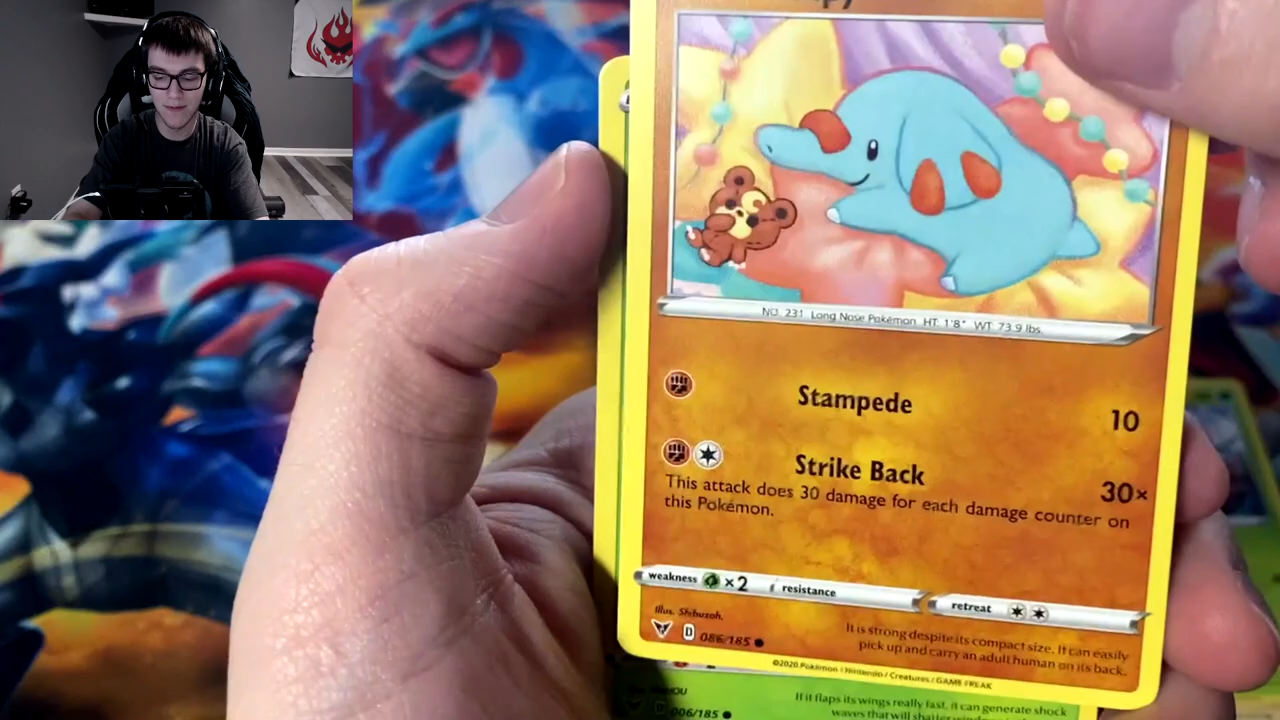 NO. 231 Long Nose Pokémon HT. 1'8" WT. 73.9 lbs.
Stampede 10
Strike Back 30×
This attack does 30 damage for each damage counter on
this Pokémon.
weakness ×2 resistance retreat
Illus. Shibuzoh.
D 086/185
It is strong despite its compact size. It can easily
pick up and carry an adult human on its back.
©2020 Pokémon / Nintendo / Creatures / GAME FREAK
D 006/185
If it flaps its wings really fast, it can generate shock
waves that will shatter